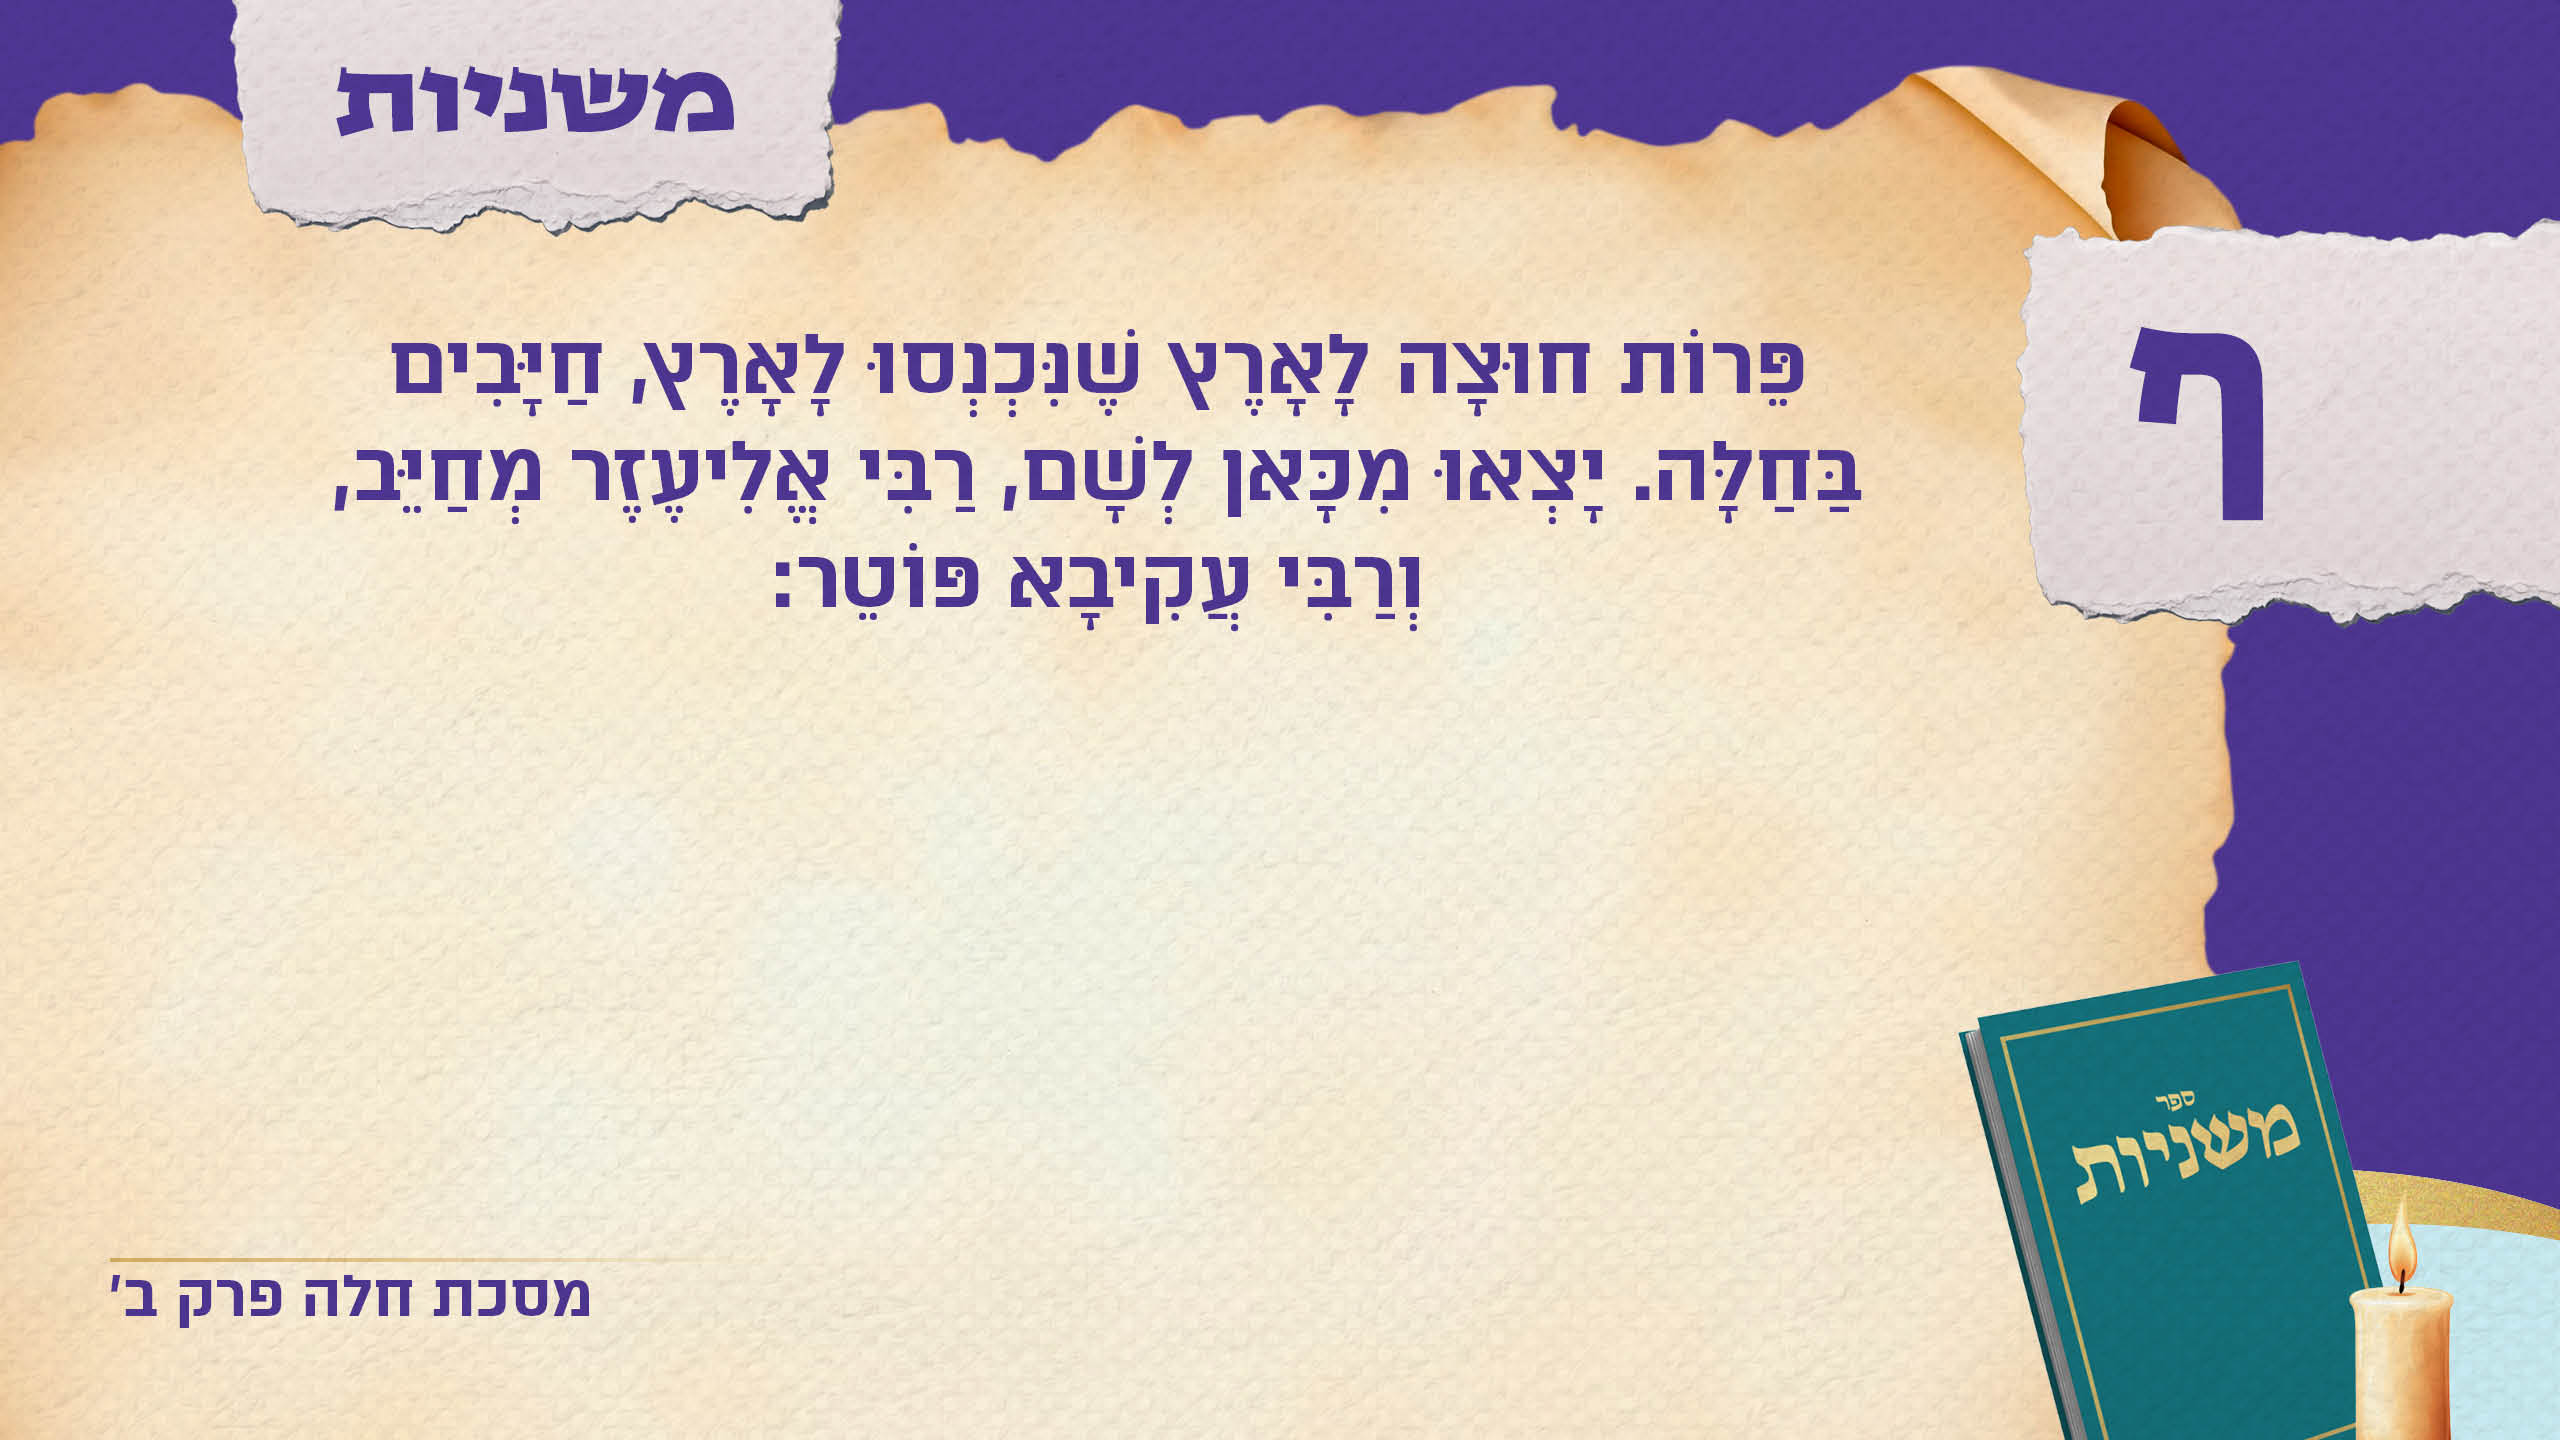 משניות
ף
פֵּרוֹת חוּצָה לָאָרֶץ שֶׁנִּכְנְסוּ לָאָרֶץ, חַיָּבִים
בַּחַלָּה. יָצְאוּ מִכָּאן לְשָׁם, רַבִּי אֱלִיעֶזֶר מְחַיֵּב,
וְרַבִּי עֲקִיבָא פּוֹטֵר:
ספר
משניות
מסכת חלה פרק ב'